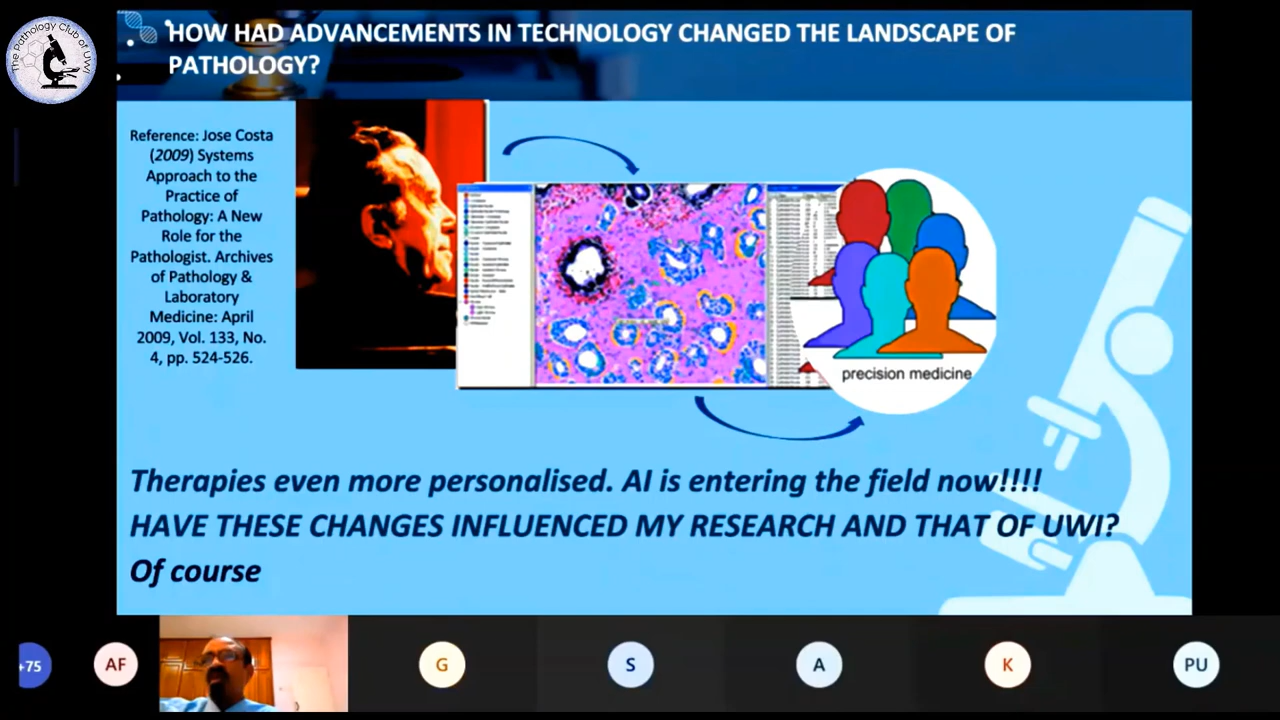 The Pathology Club of UWI
HOW HAD ADVANCEMENTS IN TECHNOLOGY CHANGED THE LANDSCAPE OF
PATHOLOGY?
Reference: Jose Costa
(2009) Systems
Approach to the
Practice of
Pathology: A New
Role for the
Pathologist. Archives
of Pathology &
Laboratory
Medicine: April
2009, Vol. 133, No.
4, pp. 524-526.
precision medicine
Therapies even more personalised. AI is entering the field now!!!!
HAVE THESE CHANGES INFLUENCED MY RESEARCH AND THAT OF UWI?
Of course
+75
AF
G
S
A
K
PU